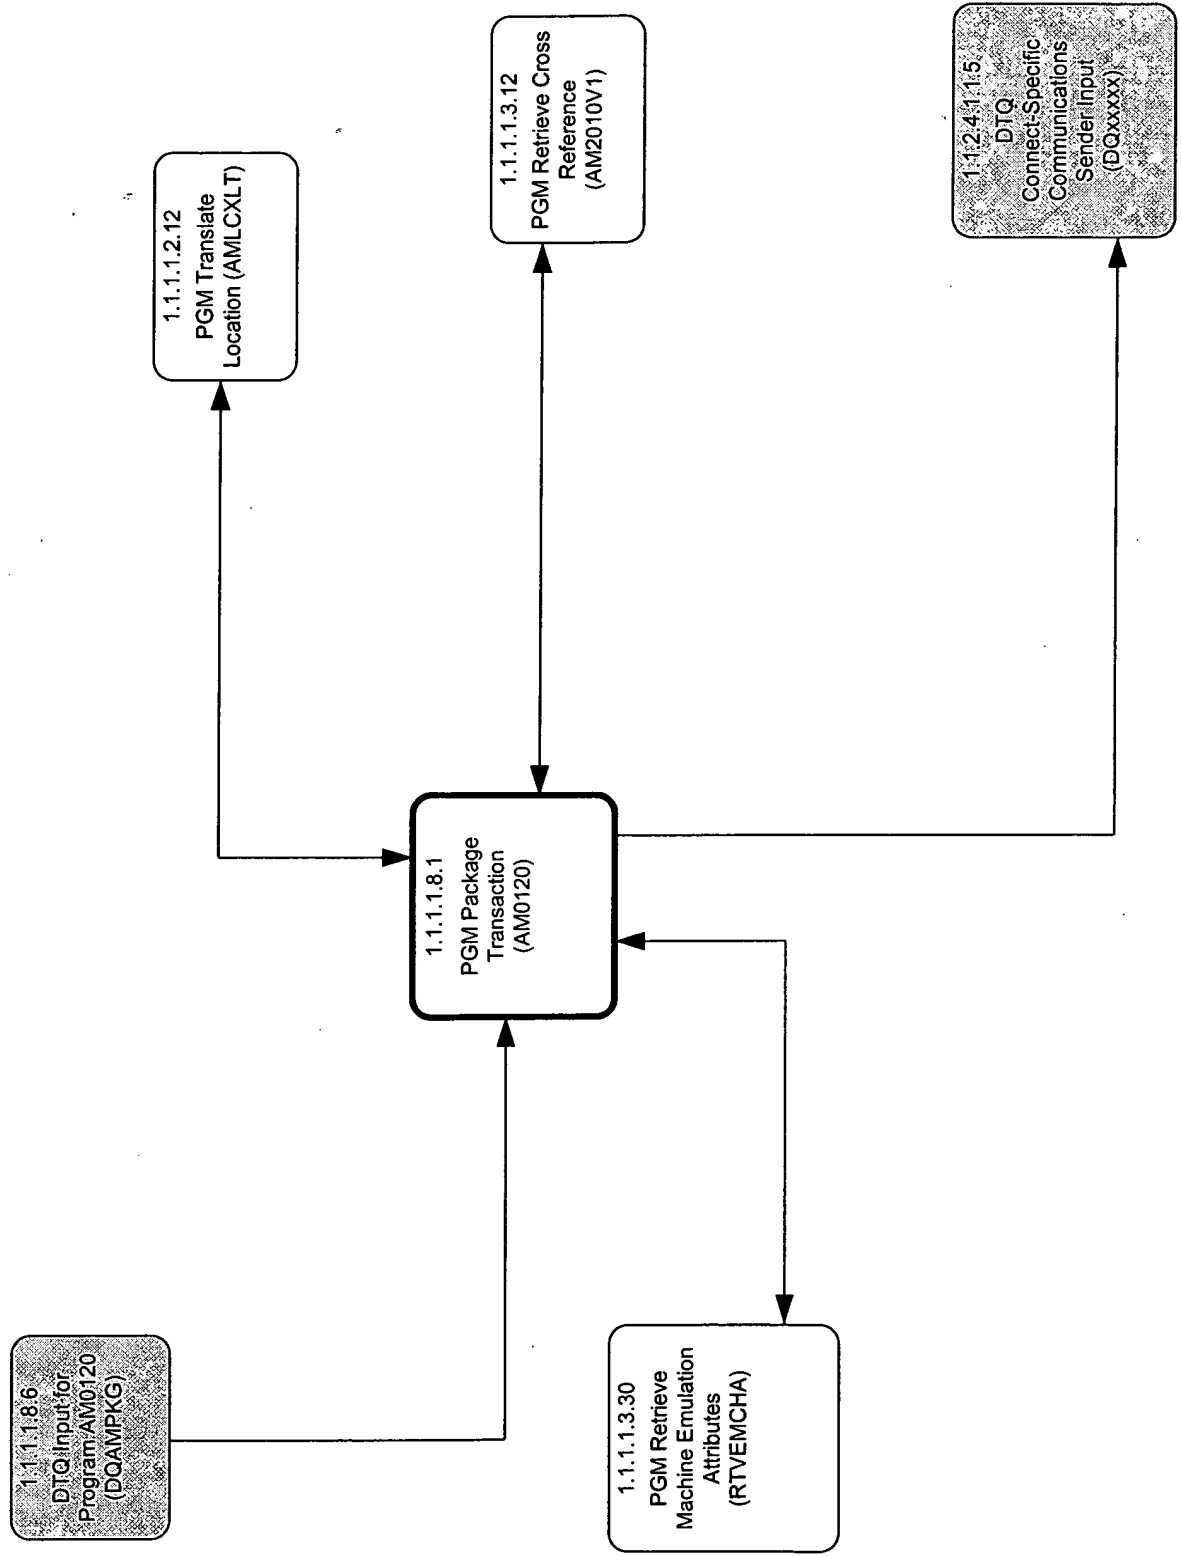 1.1.1.1.8.6
DTQ Input for
Program AM0120
(DQAMPKG)
1.1.1.1.2.12
PGM Translate
Location (AMLCXLT)
1.1.1.1.8.1
PGM Package
Transaction
(AM0120)
1.1.1.1.3.12
PGM Retrieve Cross
Reference
(AM2010V1)
1.1.1.1.3.30
PGM Retrieve
Machine Emulation
Attributes
(RTVEMCHA)
1.1.2.4.1.1.5
DTQ
Connect-Specific
Communications
Sender Input
(DQxxxxx)